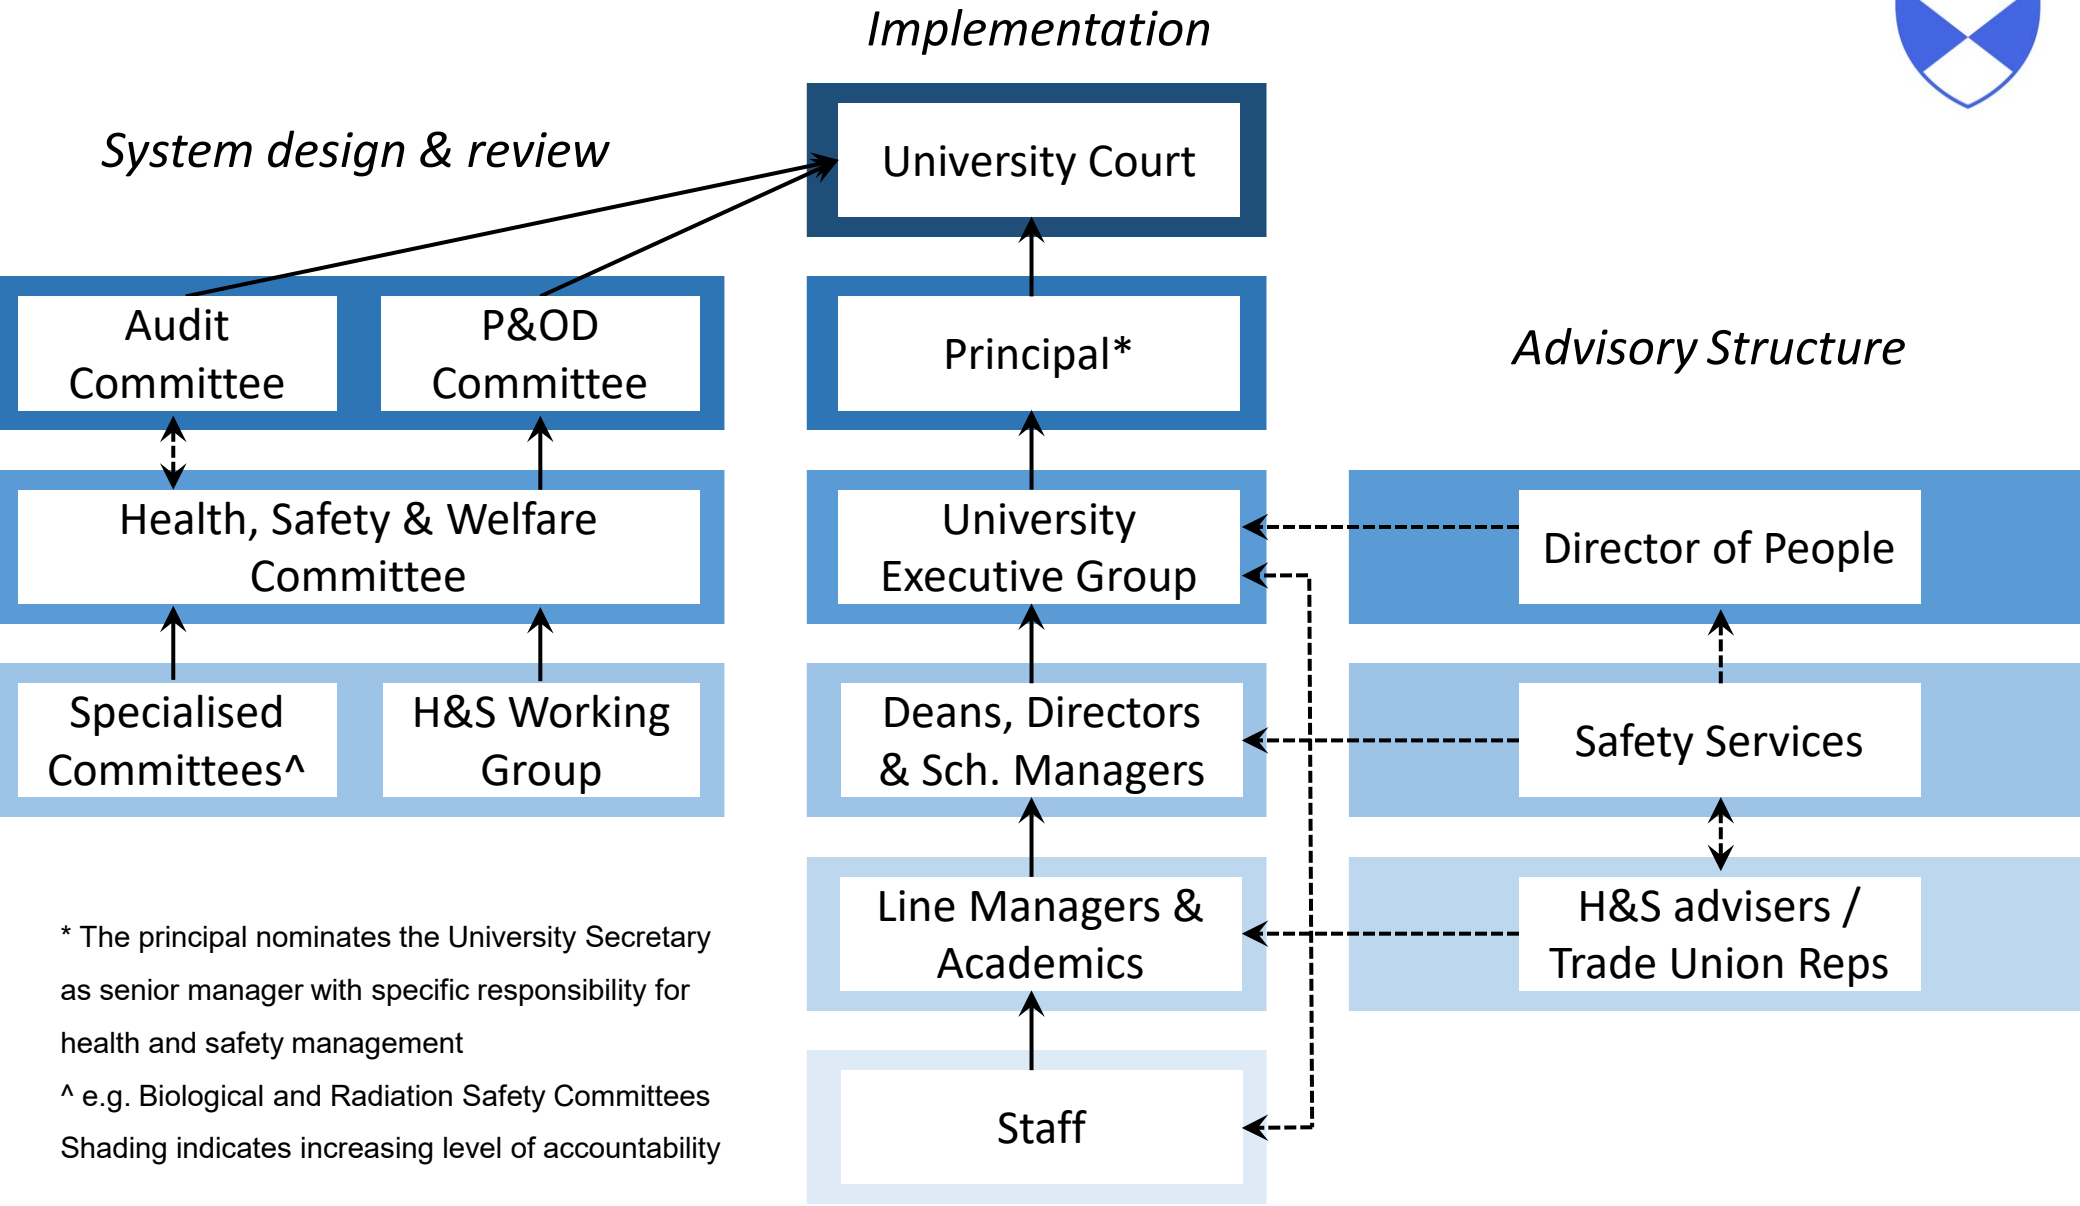 Implementation
System design & review
University Court
Audit
Committee
P&OD
Committee
Principal*
Advisory Structure
Health, Safety & Welfare
Committee
University
Executive Group
Director of People
Specialised
Committees^
H&S Working
Group
Deans, Directors
& Sch. Managers
Safety Services
Line Managers &
Academics
H&S advisers /
Trade Union Reps
Staff
* The principal nominates the University Secretary
as senior manager with specific responsibility for
health and safety management
^ e.g. Biological and Radiation Safety Committees
Shading indicates increasing level of accountability